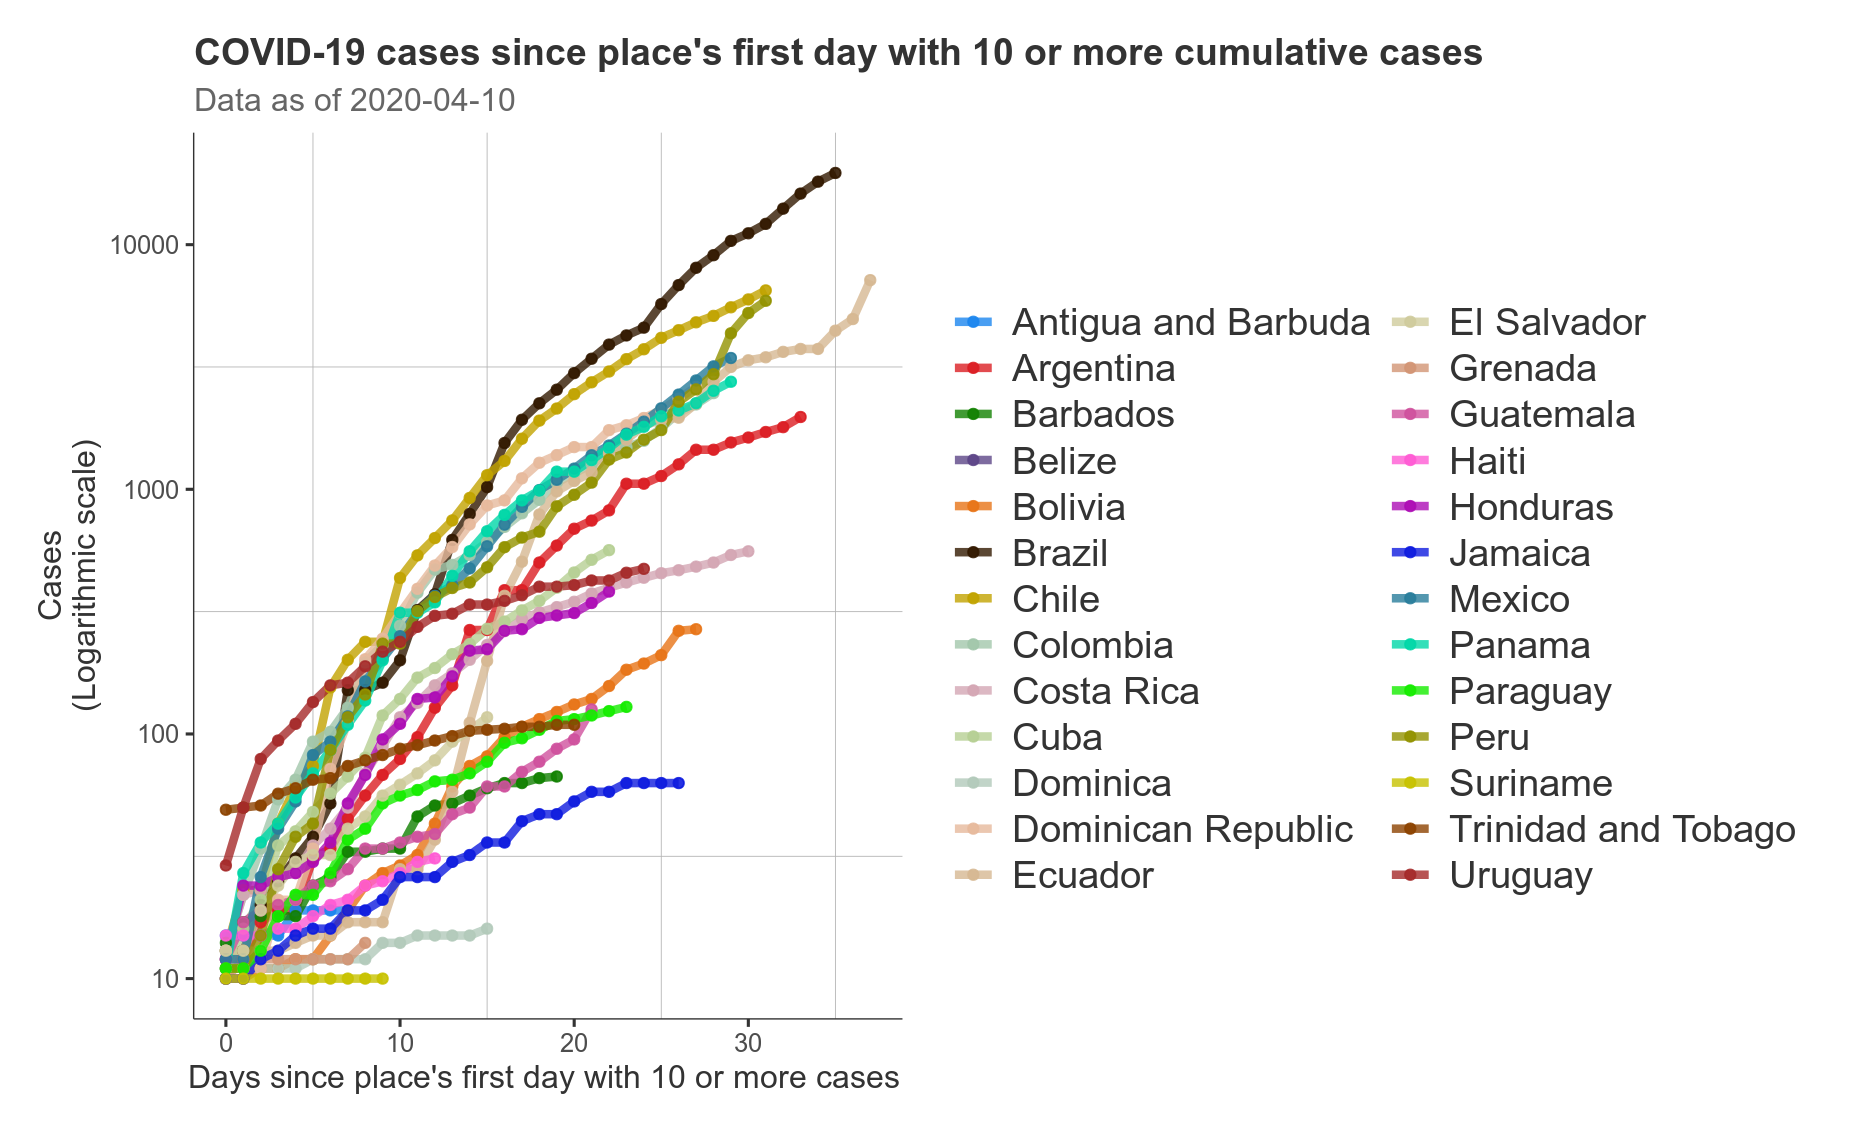 COVID-19 cases since place's first day with 10 or more cumulative cases
Data as of 2020-04-10
Cases
(Logarithmic scale)
10000
1000
100
10
0
10
20
30
Days since place's first day with 10 or more cases
Antigua and Barbuda
Argentina
Barbados
Belize
Bolivia
Brazil
Chile
Colombia
Costa Rica
Cuba
Dominica
Dominican Republic
Ecuador
El Salvador
Grenada
Guatemala
Haiti
Honduras
Jamaica
Mexico
Panama
Paraguay
Peru
Suriname
Trinidad and Tobago
Uruguay